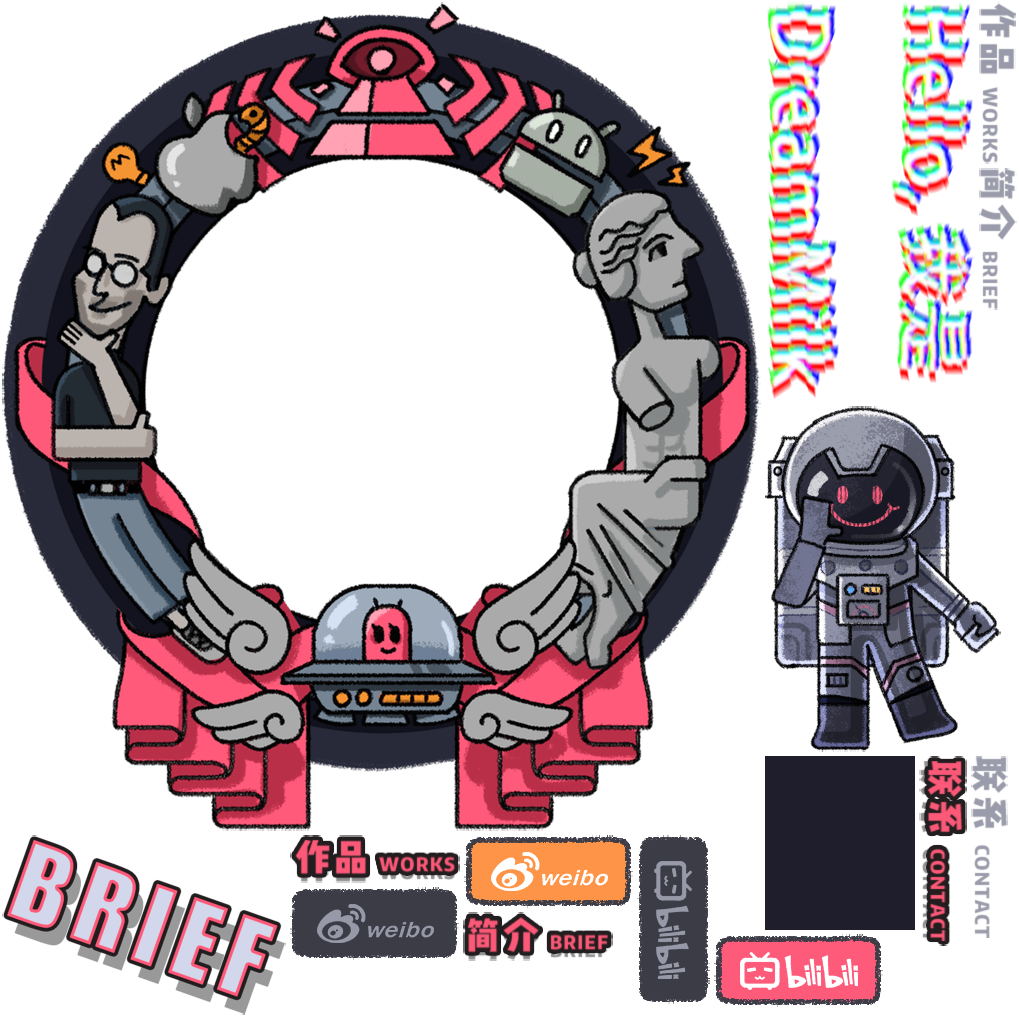 Hello, 我是
DreamMilk
作品 WORKS
简介 BRIEF
联系 CONTACT
联系 CONTACT
BRIEF
作品 WORKS
weibo
weibo
简介 BRIEF
bilibili
bilibili